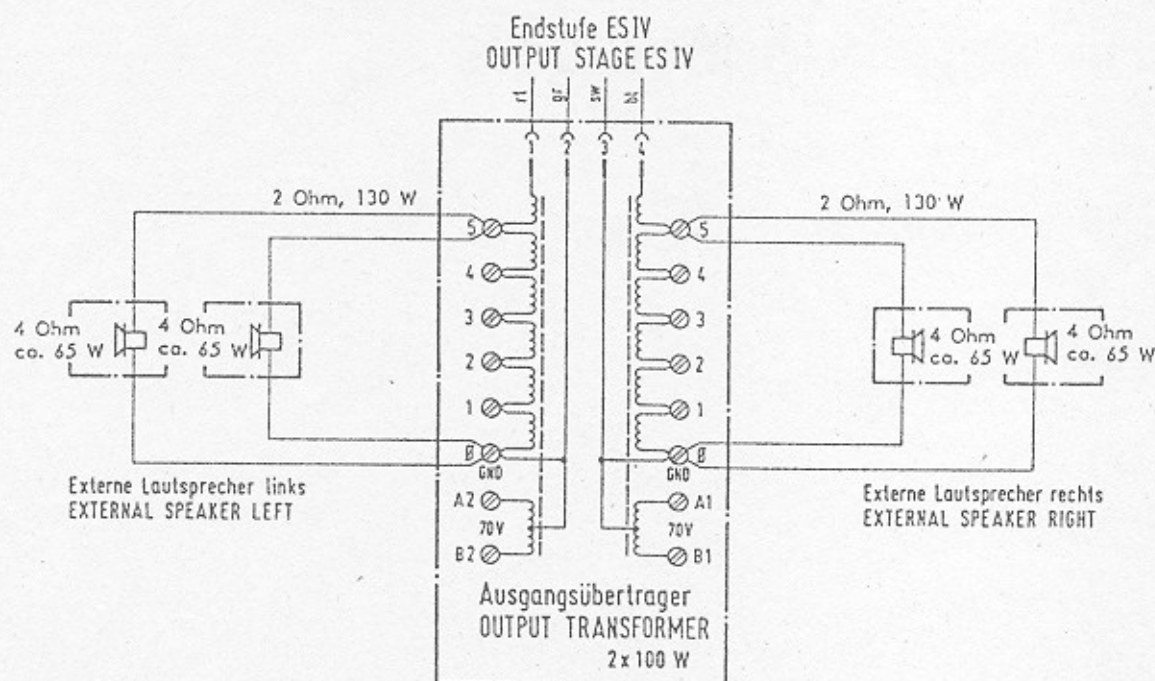 Endstufe ES IV
OUTPUT STAGE ES IV
rt gr sw bl
1 2 3 4
2 Ohm, 130 W
2 Ohm, 130 W
5
5
4
4
4 Ohm
ca. 65 W
4 Ohm
ca. 65 W
3
3
4 Ohm
ca. 65 W
4 Ohm
ca. 65 W
2
2
1
1
Ø
GND
Ø
GND
Externe Lautsprecher links
EXTERNAL SPEAKER LEFT
A2
70V
B2
A1
70V
B1
Externe Lautsprecher rechts
EXTERNAL SPEAKER RIGHT
Ausgangsübertrager
OUTPUT TRANSFORMER
2 x 100 W